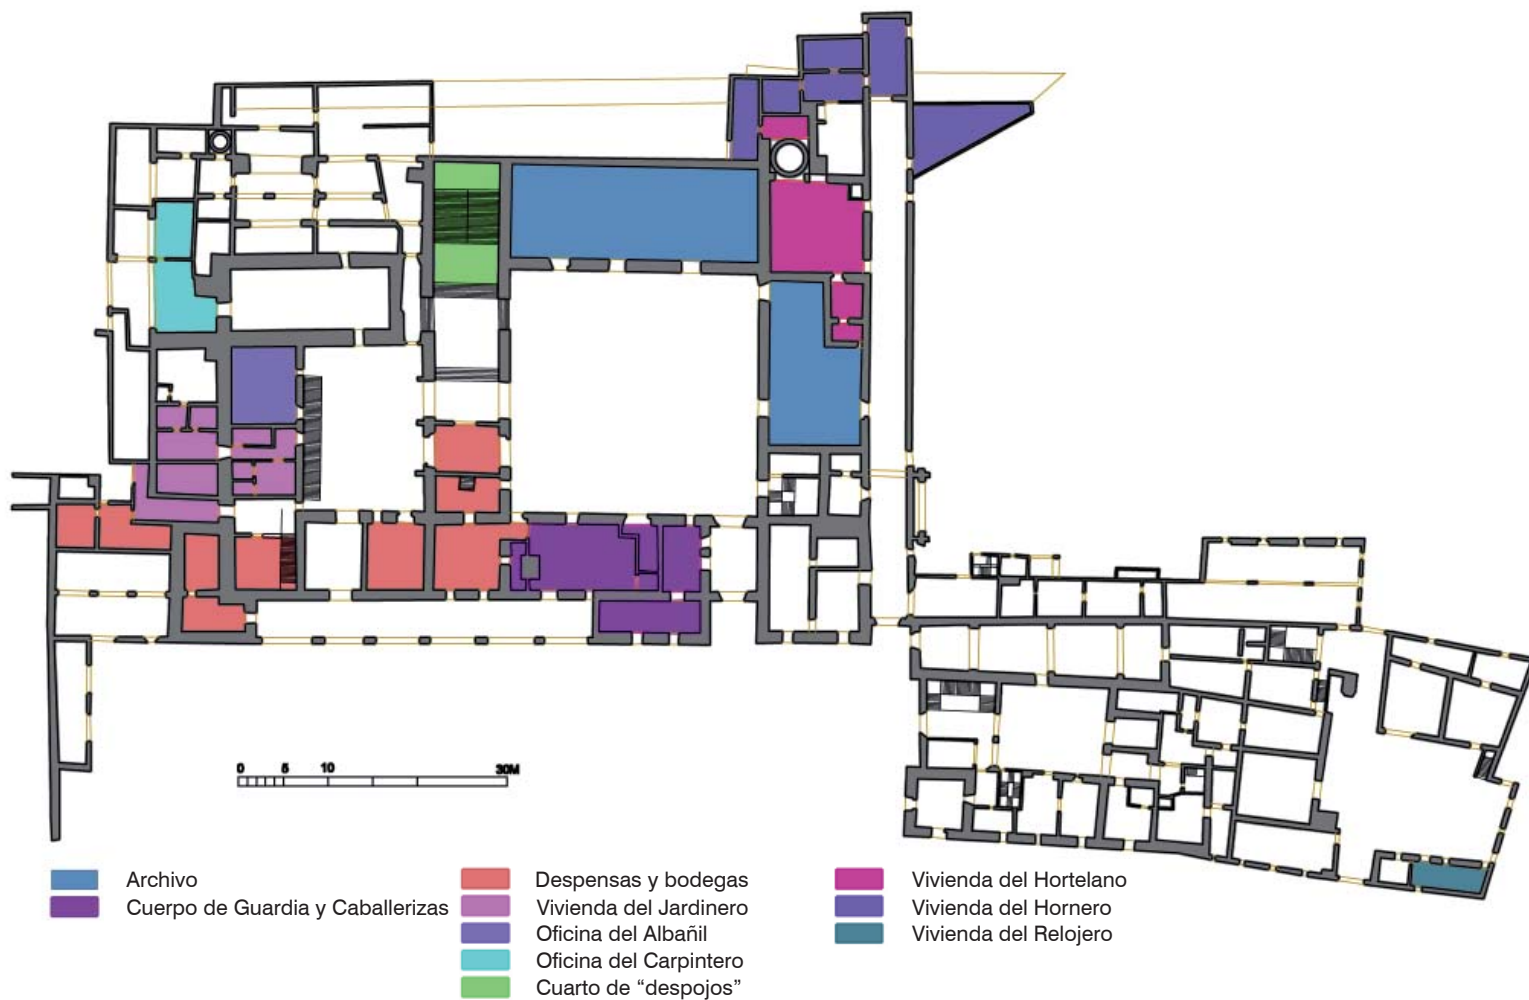 0 5 10 30M
Archivo
Cuerpo de Guardia y Caballerizas
Despensas y bodegas
Vivienda del Jardinero
Oficina del Albañil
Oficina del Carpintero
Cuarto de “despojos”
Vivienda del Hortelano
Vivienda del Hornero
Vivienda del Relojero